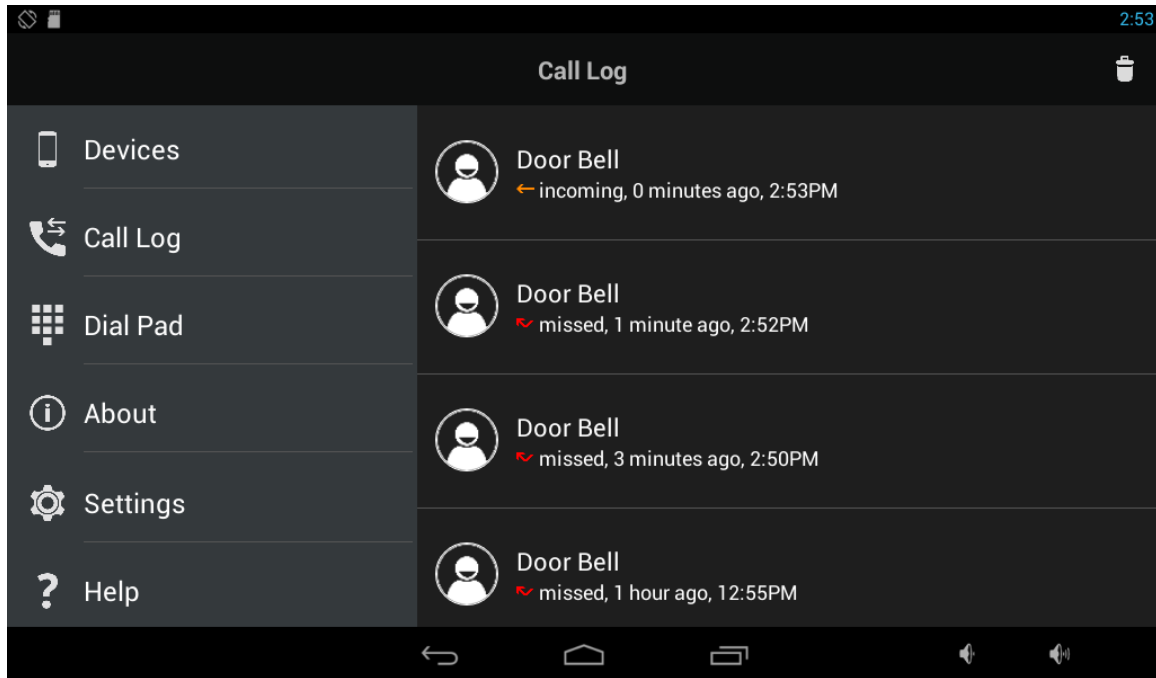 2:53
Call Log
Devices
Call Log
Dial Pad
About
Settings
Help
Door Bell
incoming, 0 minutes ago, 2:53PM
Door Bell
missed, 1 minute ago, 2:52PM
Door Bell
missed, 3 minutes ago, 2:50PM
Door Bell
missed, 1 hour ago, 12:55PM